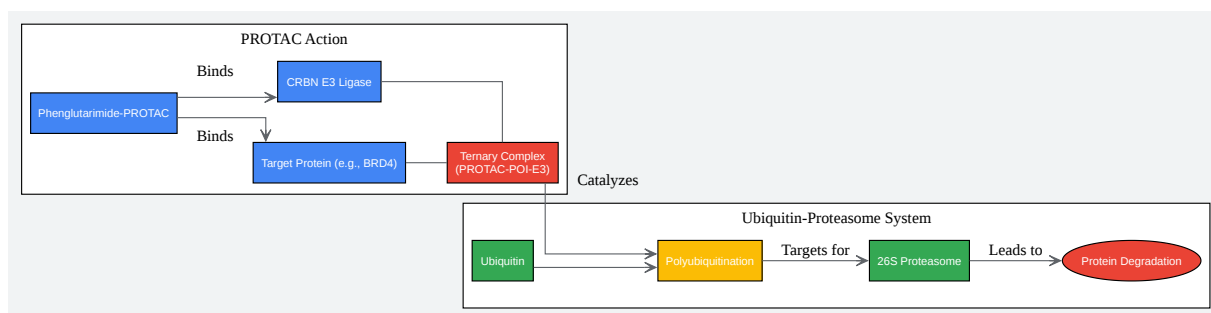 PROTAC Action
Binds
CRBN E3 Ligase
Phenglutarimide-PROTAC
Binds
Target Protein (e.g., BRD4)
Ternary Complex
(PROTAC-POI-E3)
Catalyzes
Ubiquitin-Proteasome System
Ubiquitin
Polyubiquitination
Targets for
26S Proteasome
Leads to
Protein Degradation